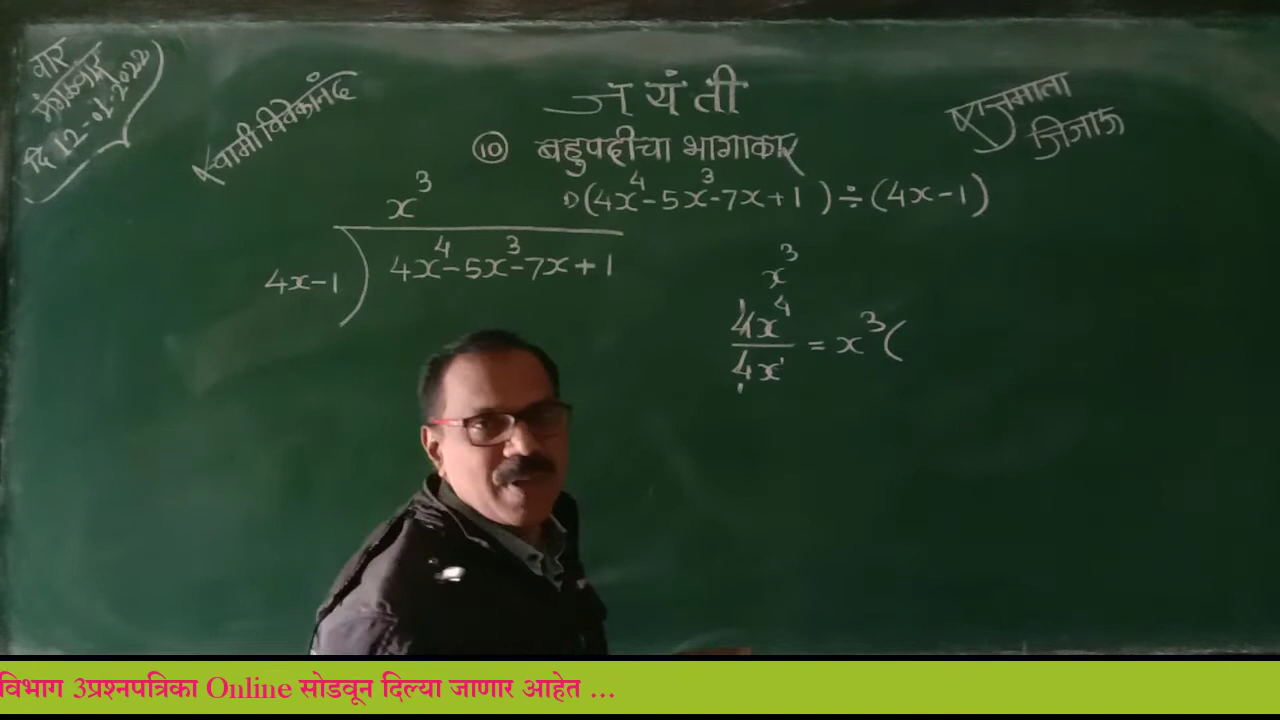 वार
मंगळवार
दि 12-01-2022
स्वामी विवेकानंद
जयंती
राजमाता
जिजाऊ
⑩ बहुपदीचा भागाकार
1) (4x⁴-5x³-7x+1) ÷ (4x-1)
x³
4x-1) 4x⁴-5x³-7x+1
x³
4x⁴
4x¹ = x³(
विभाग 3प्रश्नपत्रिका Online सोडवून दिल्या जाणार आहेत ...